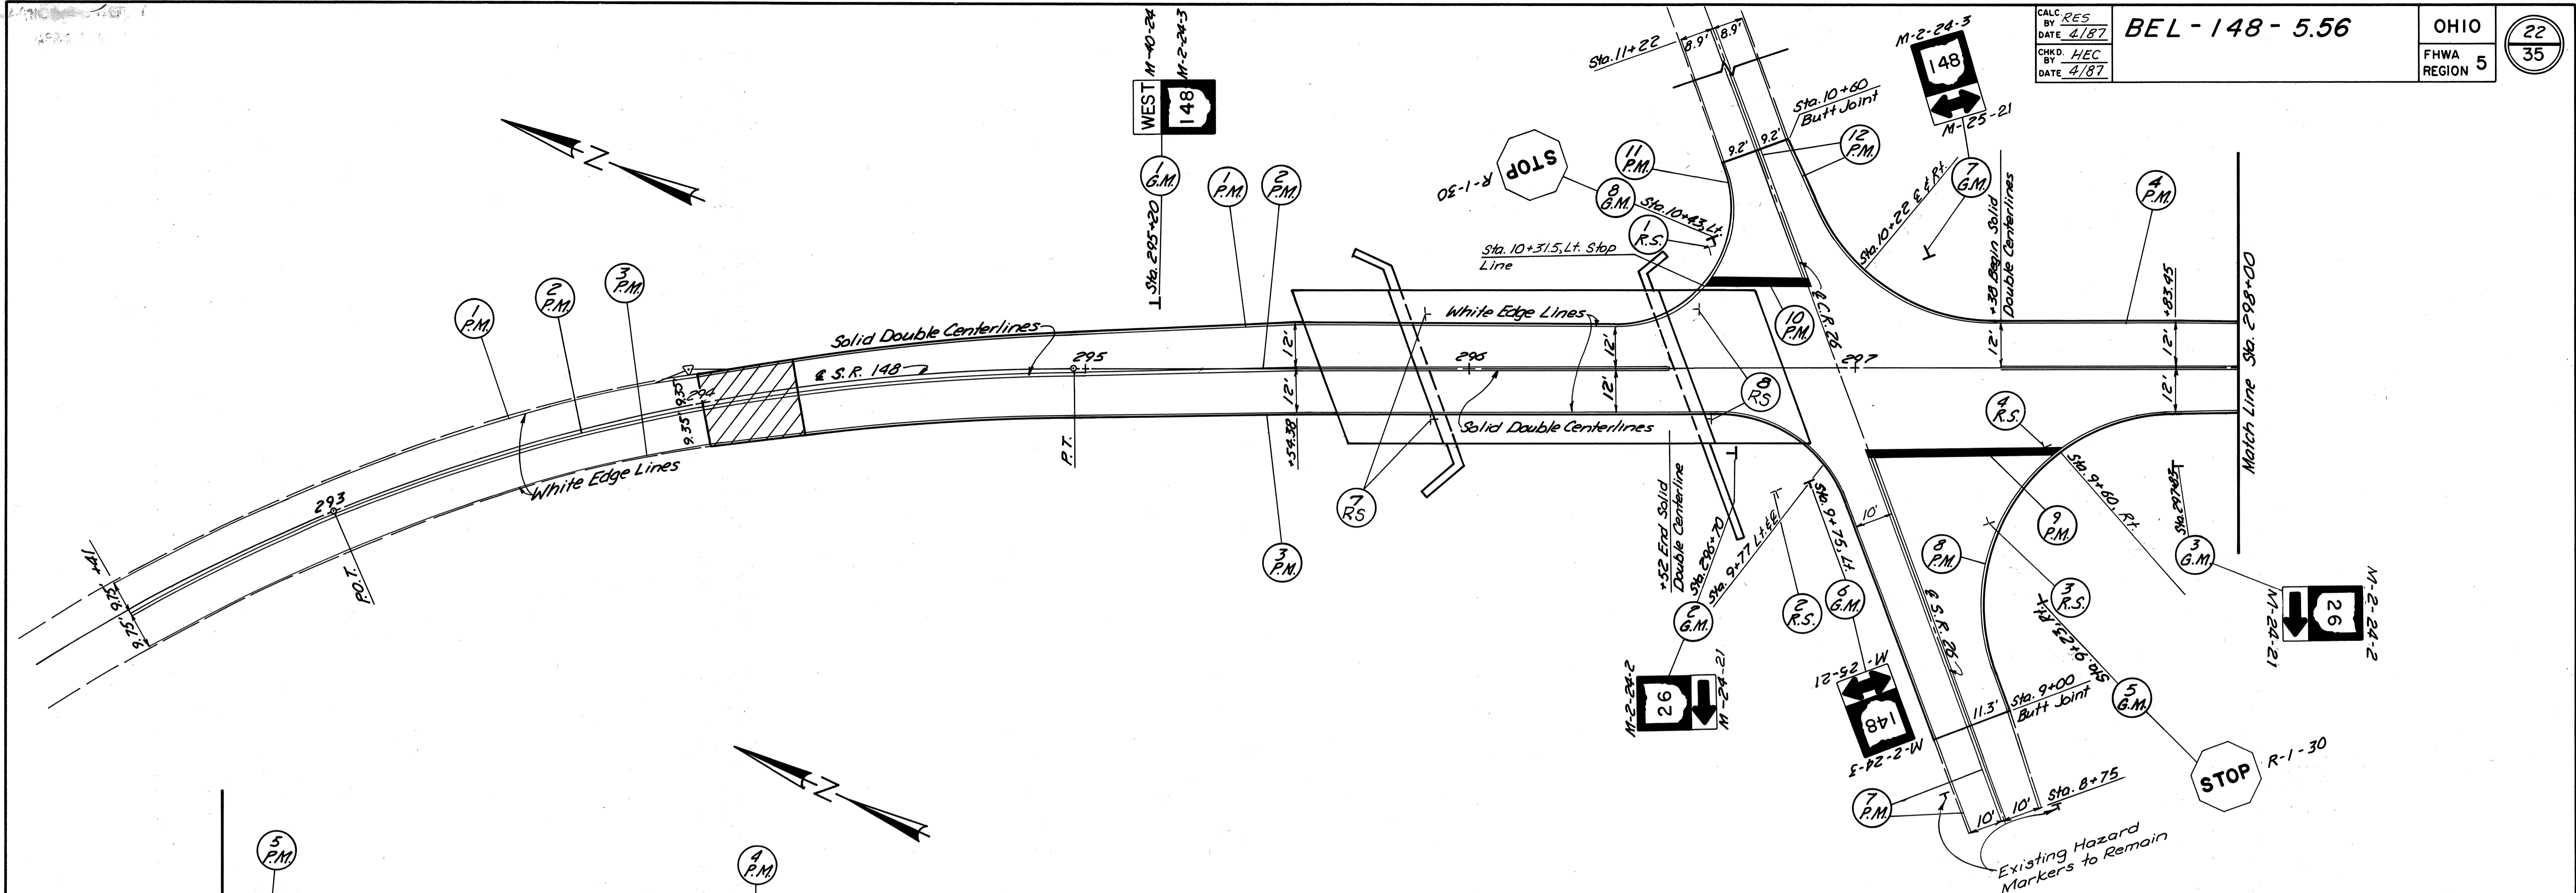 CALC. BY RES
DATE 4/87
CHKD. BY HEC
DATE 4/87
BEL - 148 - 5.56
OHIO
FHWA REGION 5
22
35
M-40-24
M-2-24-3
WEST
148
1 G.M.
Sta. 295+20
N
1 P.M.
2 P.M.
3 P.M.
1 P.M.
2 P.M.
Sta. 11+22
8.9'
8.9'
M-2-24-3
148
M-25-21
7 G.M.
Sta. 10+60
Butt Joint
9.2'
9.2'
12 P.M.
11 P.M.
STOP
R-1-30
8 G.M.
Sta. 10+43, Lt.
1 R.S.
Sta. 10+31.5, Lt. Stop
Line
10 P.M.
℄ C.R. 26
Sta. 10+22 ℄ & Rt.
+38 Begin Solid
Double Centerlines
4 P.M.
+83.45
12'
12'
12'
Match Line Sta. 298+00
Solid Double Centerlines
White Edge Lines
℄ S.R. 148
295
296
297
12'
12'
12'
12'
+54.38
P.T.
294
9.35'
9.35'
White Edge Lines
293
P.O.T.
+41
9.75'
9.75'
Solid Double Centerlines
7 RS
8 RS
3 P.M.
+52 End Solid
Double Centerline
Sta. 296+70
Sta. 9+77 Lt. & ℄
2 G.M.
M-2-24-2
26
M-24-21
2 R.S.
Sta. 9+75, Lt.
6 G.M.
M-25-21
148
M-2-24-3
10'
℄ S.R. 26
4 R.S.
9 P.M.
Sta. 9+60, Rt.
8 P.M.
3 R.S.
Sta. 9+23, Rt.
5 G.M.
STOP
R-1-30
Sta. 297+85
3 G.M.
M-24-21
26
M-2-24-2
11.3'
Sta. 9+00
Butt Joint
7 P.M.
10'
10'
Sta. 8+75
Existing Hazard
Markers to Remain
N
5 P.M.
4 P.M.